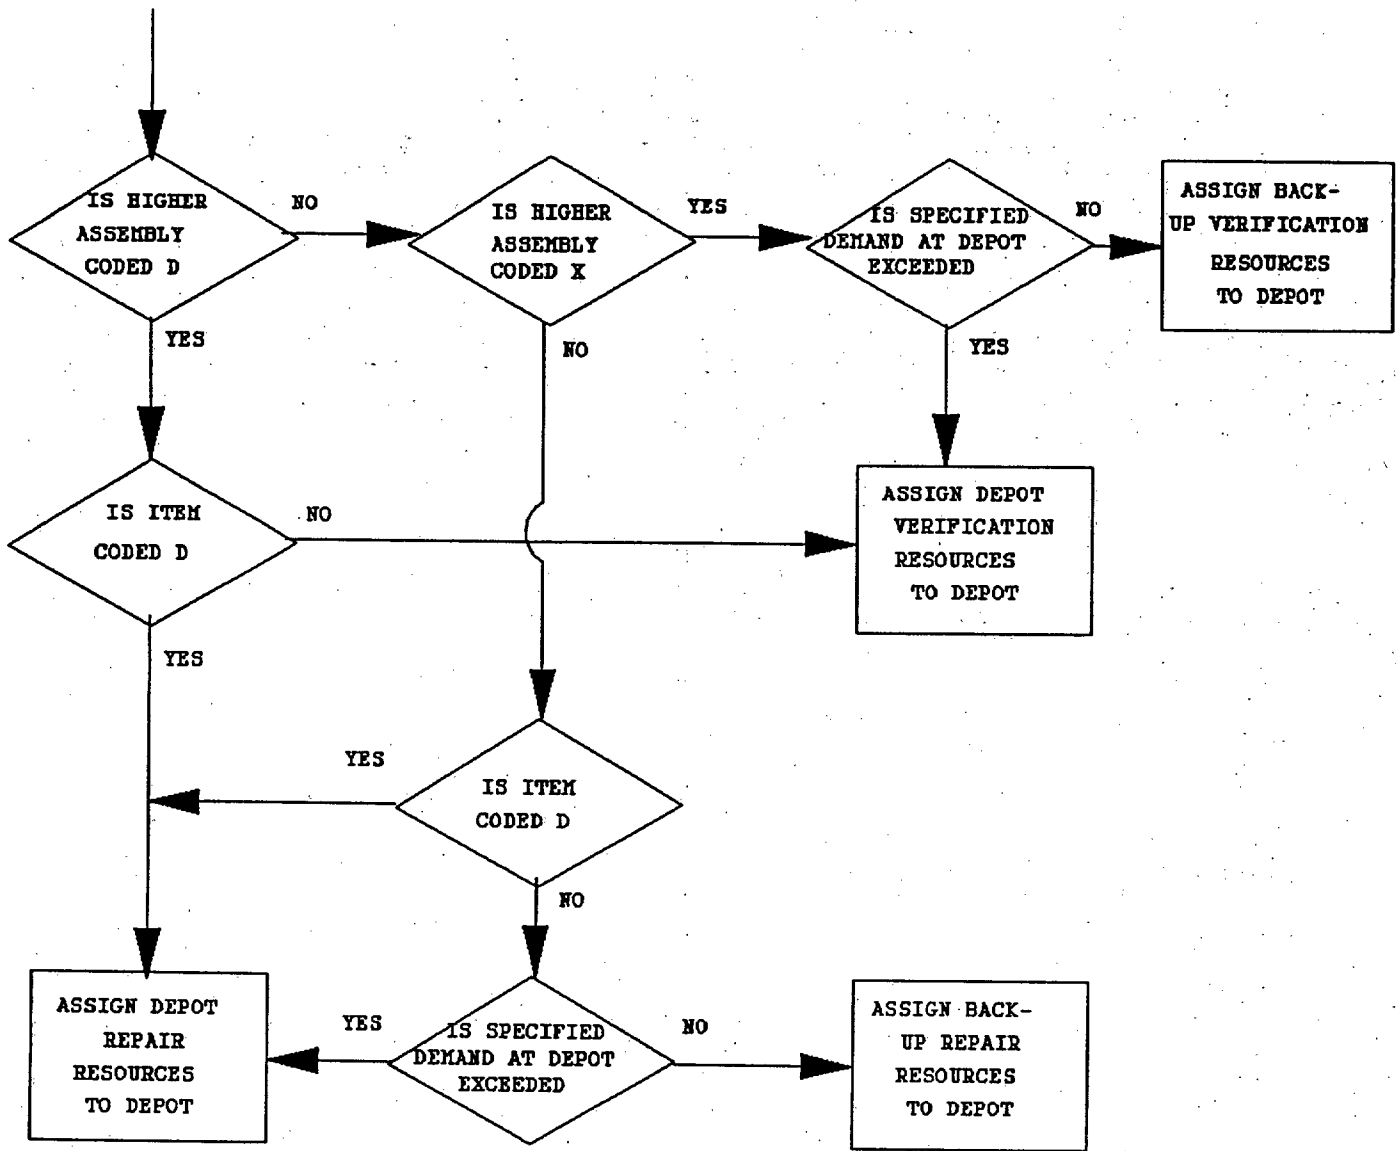 IS HIGHER
ASSEMBLY
CODED D
NO
IS HIGHER
ASSEMBLY
CODED X
YES
IS SPECIFIED
DEMAND AT DEPOT
EXCEEDED
NO
ASSIGN BACK-
UP VERIFICATION
RESOURCES
TO DEPOT
YES
NO
YES
IS ITEM
CODED D
NO
ASSIGN DEPOT
VERIFICATION
RESOURCES
TO DEPOT
YES
YES
IS ITEM
CODED D
NO
ASSIGN DEPOT
REPAIR
RESOURCES
TO DEPOT
YES
IS SPECIFIED
DEMAND AT DEPOT
EXCEEDED
NO
ASSIGN BACK-
UP REPAIR
RESOURCES
TO DEPOT